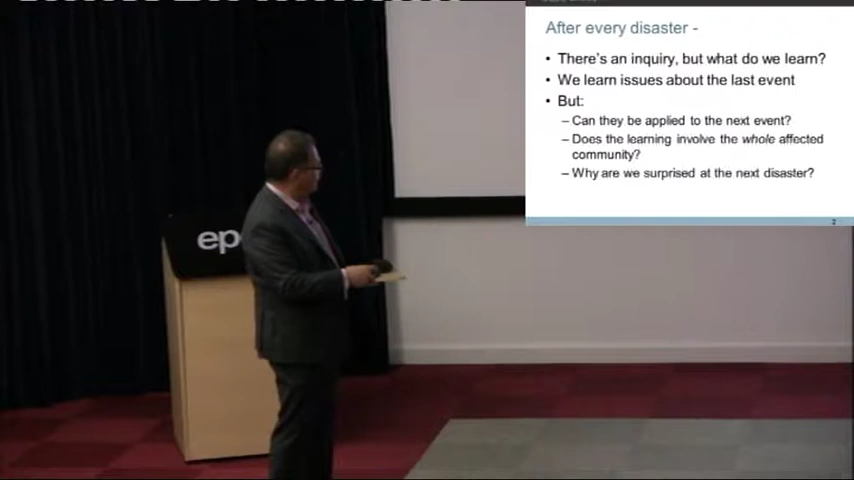 After every disaster -
• There's an inquiry, but what do we learn?
• We learn issues about the last event
• But:
– Can they be applied to the next event?
– Does the learning involve the whole affected
community?
– Why are we surprised at the next disaster?
2
ep